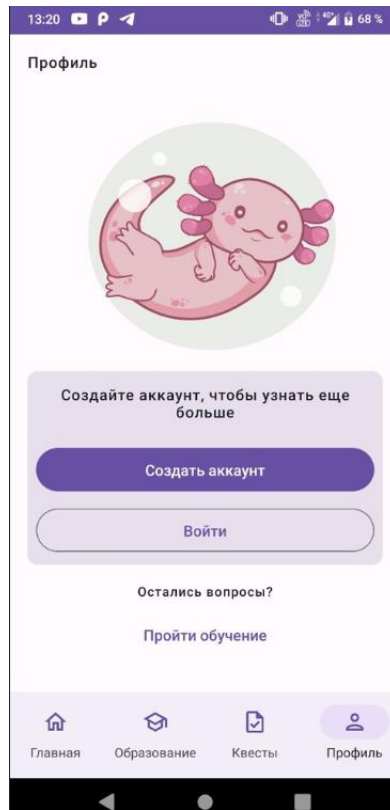 13:20 68 %
Профиль
Создайте аккаунт, чтобы узнать еще
больше
Создать аккаунт
Войти
Остались вопросы?
Пройти обучение
Главная Образование Квесты Профиль